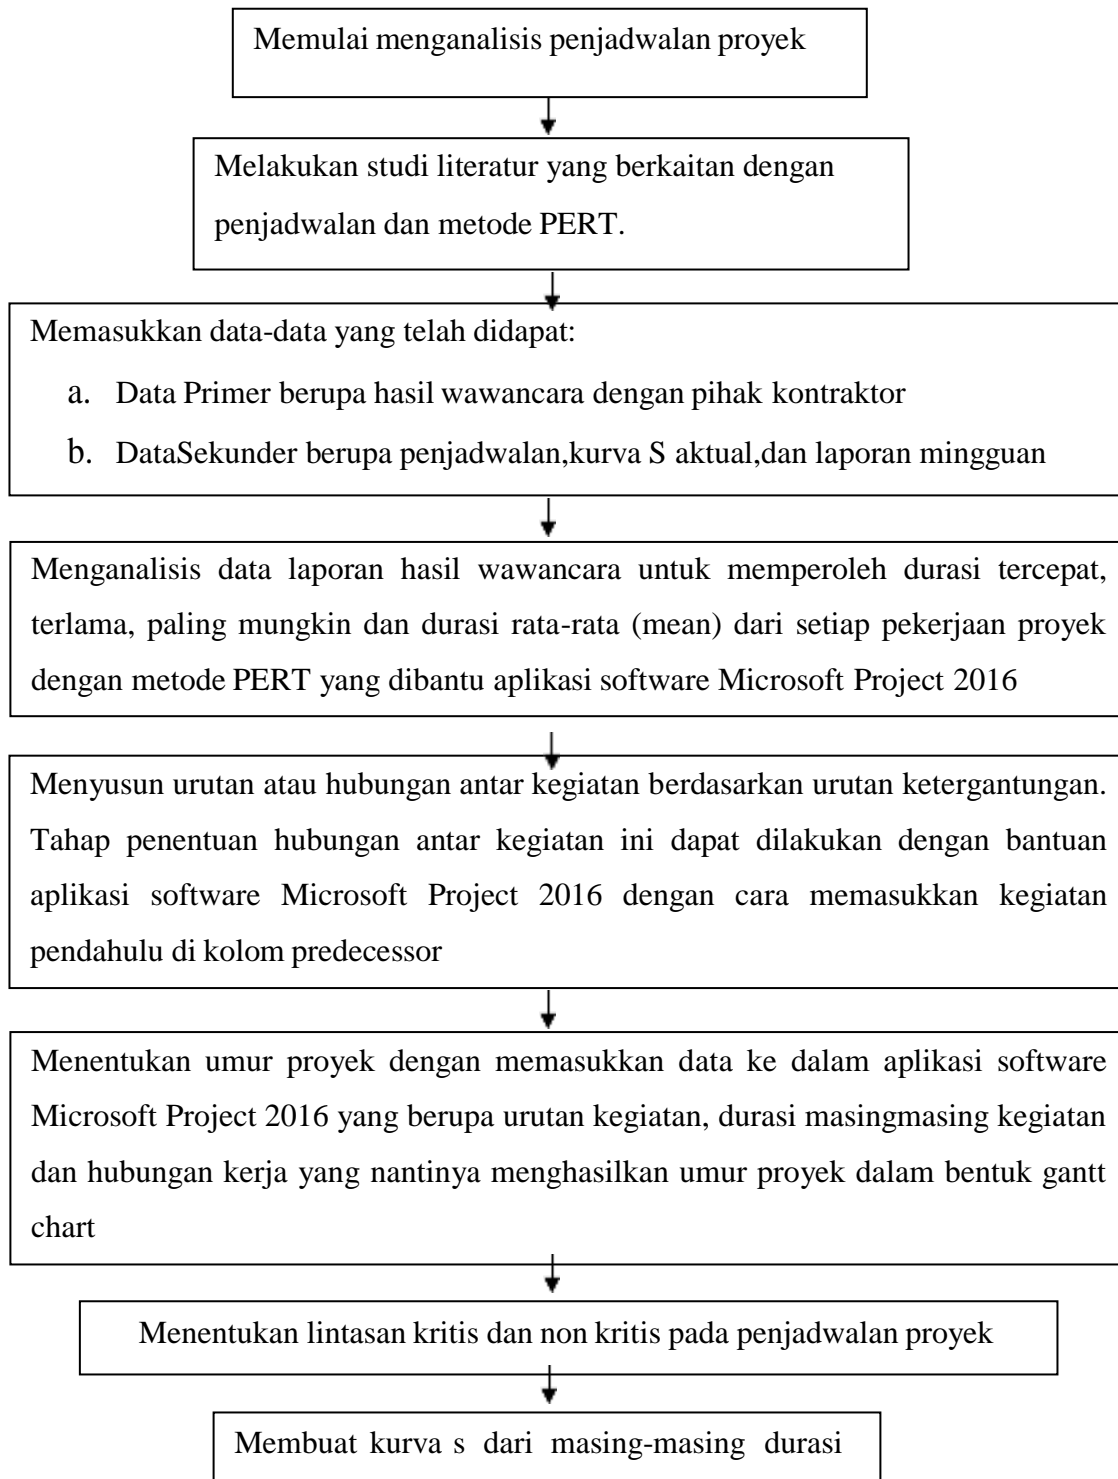 Memulai menganalisis penjadwalan proyek
Melakukan studi literatur yang berkaitan dengan
penjadwalan dan metode PERT.
Memasukkan data-data yang telah didapat:
a. Data Primer berupa hasil wawancara dengan pihak kontraktor
b. DataSekunder berupa penjadwalan,kurva S aktual,dan laporan mingguan
Menganalisis data laporan hasil wawancara untuk memperoleh durasi tercepat,
terlama, paling mungkin dan durasi rata-rata (mean) dari setiap pekerjaan proyek
dengan metode PERT yang dibantu aplikasi software Microsoft Project 2016
Menyusun urutan atau hubungan antar kegiatan berdasarkan urutan ketergantungan.
Tahap penentuan hubungan antar kegiatan ini dapat dilakukan dengan bantuan
aplikasi software Microsoft Project 2016 dengan cara memasukkan kegiatan
pendahulu di kolom predecessor
Menentukan umur proyek dengan memasukkan data ke dalam aplikasi software
Microsoft Project 2016 yang berupa urutan kegiatan, durasi masingmasing kegiatan
dan hubungan kerja yang nantinya menghasilkan umur proyek dalam bentuk gantt
chart
Menentukan lintasan kritis dan non kritis pada penjadwalan proyek
Membuat kurva s dari masing-masing durasi